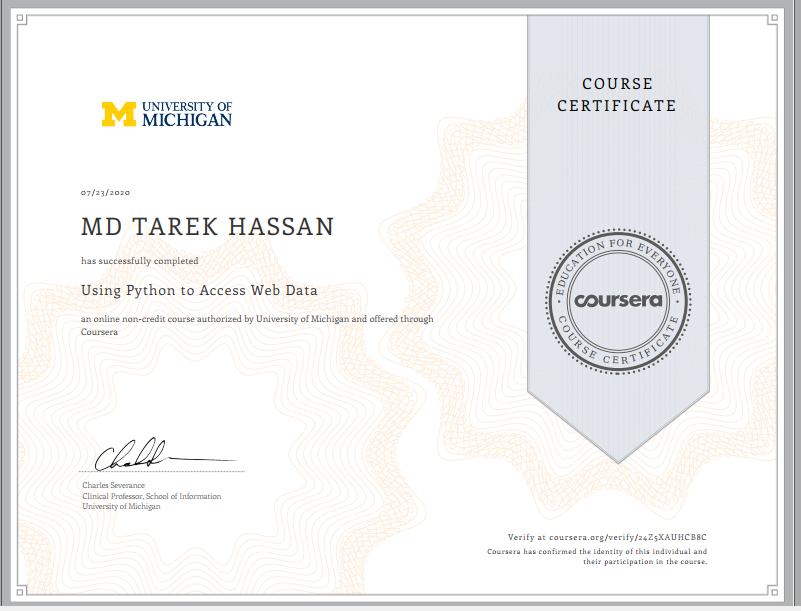 UNIVERSITY OF
MICHIGAN
COURSE
CERTIFICATE
07/23/2020
MD TAREK HASSAN
has successfully completed
Using Python to Access Web Data
an online non-credit course authorized by University of Michigan and offered through
Coursera
EDUCATION FOR EVERYONE
coursera
COURSE CERTIFICATE
Charles Severance
Clinical Professor, School of Information
University of Michigan
Verify at coursera.org/verify/24Z5XAUHCB8C
Coursera has confirmed the identity of this individual and
their participation in the course.